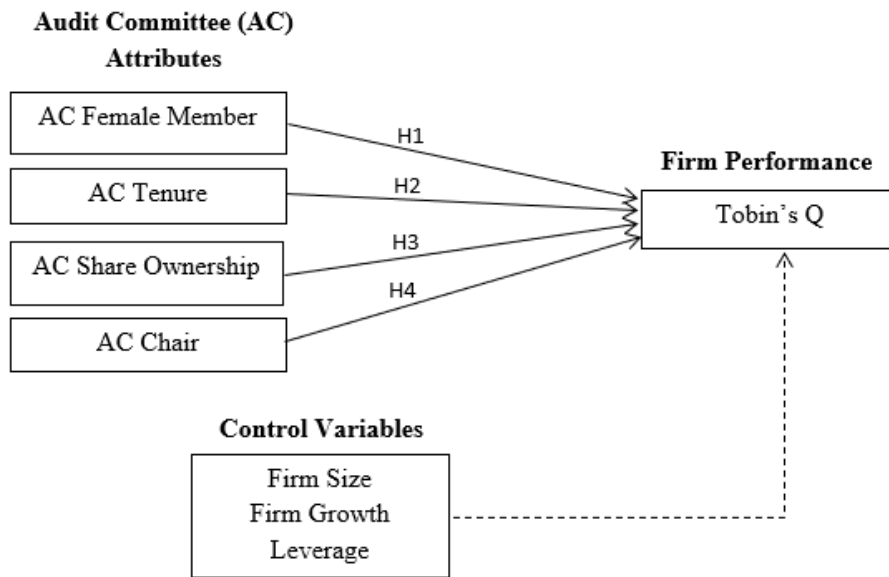 Audit Committee (AC)
Attributes
AC Female Member
AC Tenure
AC Share Ownership
AC Chair
H1
H2
H3
H4
Firm Performance
Tobin’s Q
Control Variables
Firm Size
Firm Growth
Leverage